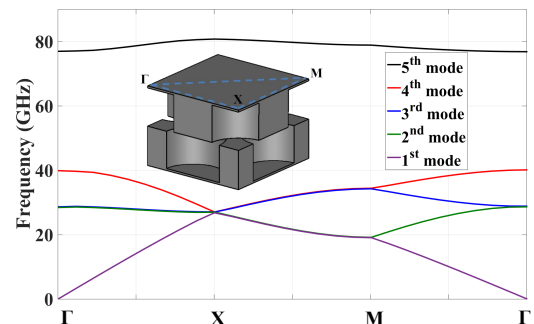 80
60
40
20
0
Frequency (GHz)
Γ
M
X
5th mode
4th mode
3rd mode
2nd mode
1st mode
Γ X M Γ